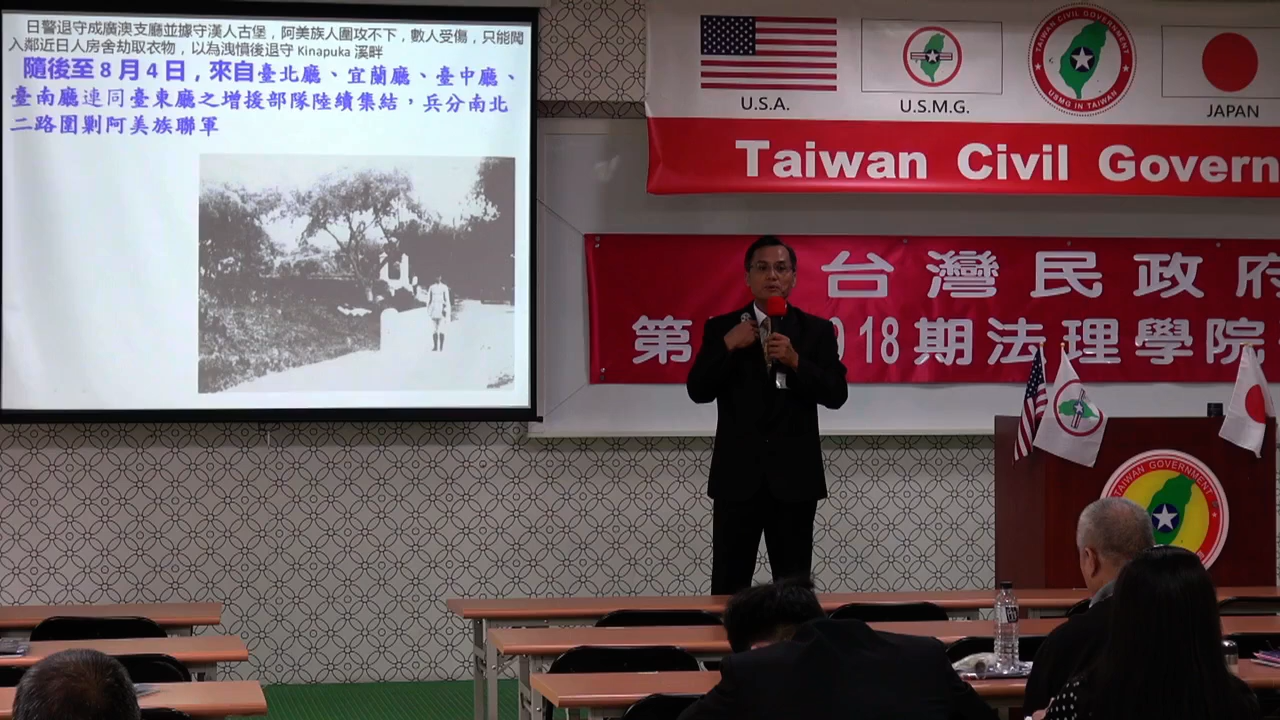 日警退守成廣澳支廳並據守漢人古堡，阿美族人圍攻不下，數人受傷，只能闖
入鄰近日人房舍劫取衣物，以為洩憤後退守 Kinapuka 溪畔
隨後至 8 月 4 日，來自臺北廳、宜蘭廳、臺中廳、
臺南廳連同臺東廳之增援部隊陸續集結，兵分南北
二路圍剿阿美族聯軍
U.S.A.
U.S.M.G.
TAIWAN CIVIL GOVERNMENT
USMG IN TAIWAN
JAPAN
Taiwan Civil Govern
台灣民政府
第
18期法理學院
TAIWAN GOVERNMENT